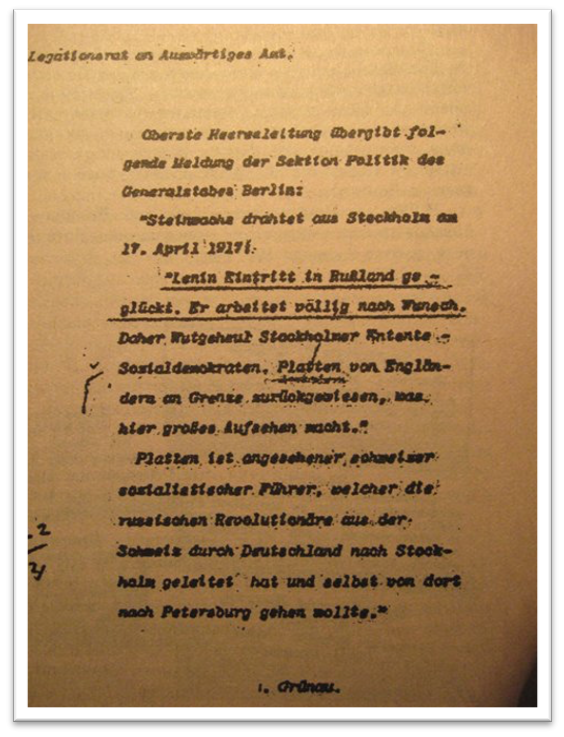 Legationsrat an Auswärtiges Amt.
Oberste Heeresleitung übergibt fol-
gende Meldung der Sektion Politik des
Generalstabes Berlin:
"Steinwachs drahtet aus Stockholm am
17. April 1917:
"Lenin Eintritt in Rußland ge-
glückt. Er arbeitet völlig nach Wunsch.
Daher Wutgeheul Stockholmer Entente-
Sozialdemokraten. Platten von Englän-
dern an Grenze zurückgewiesen, was
hier großes Aufsehen macht."
Platten ist angesehener schweizer
sozialistischer Führer, welcher die
russischen Revolutionäre aus der
Schweiz durch Deutschland nach Stock-
holm geleitet hat und selbst von dort
nach Petersburg gehen wollte."
Grünau.